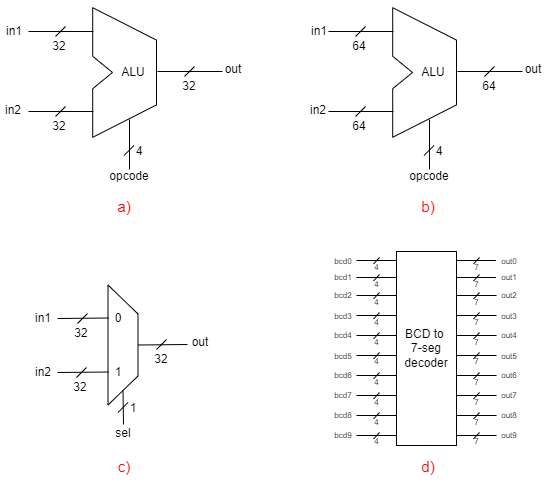 in1
32
ALU
32
out
in2
32
4
opcode
a)
in1
64
ALU
64
out
in2
64
4
opcode
b)
in1
32
0
32
out
in2
32
1
1
sel
c)
bcd0
4
7
out0
bcd1
4
7
out1
bcd2
4
7
out2
bcd3
4
7
out3
bcd4
4
7
out4
bcd5
4
7
out5
bcd6
4
7
out6
bcd7
4
7
out7
bcd8
4
7
out8
bcd9
4
7
out9
BCD to
7-seg
decoder
d)